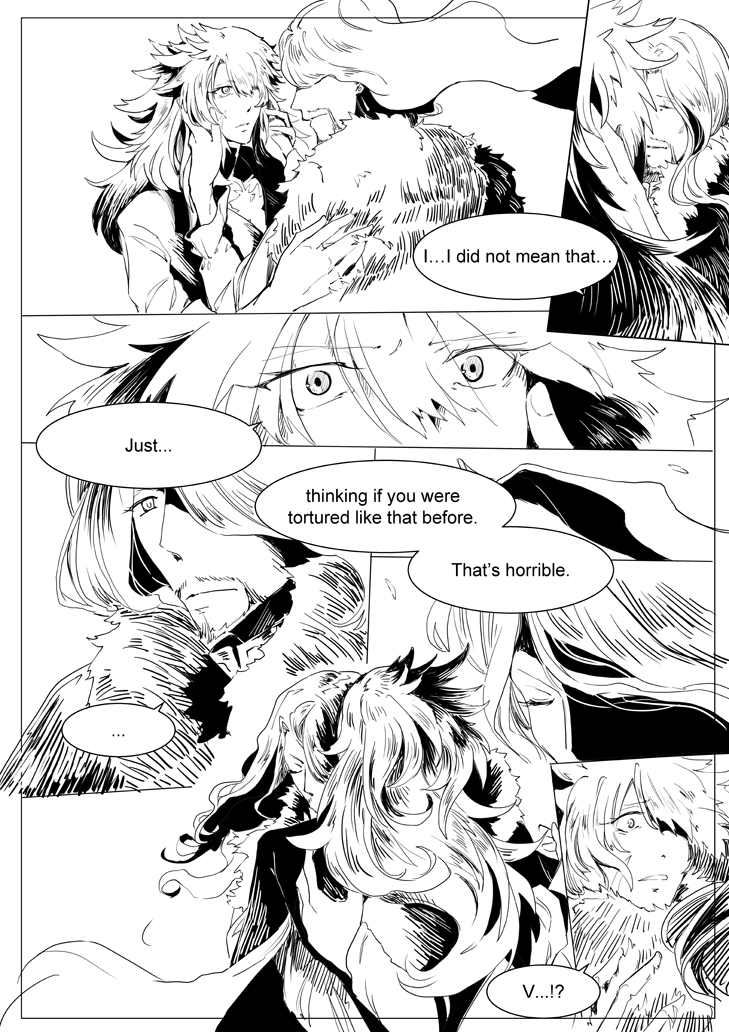 I...I did not mean that...
Just...
thinking if you were
tortured like that before.
That's horrible.
...
V...!?